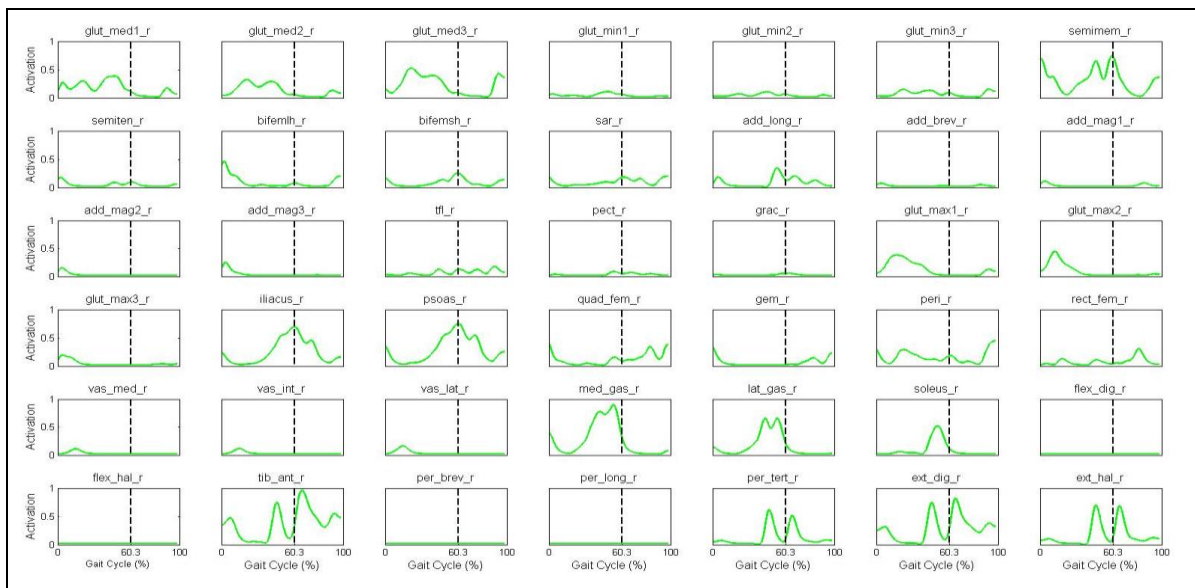 glut_med1_r glut_med2_r glut_med3_r glut_min1_r glut_min2_r glut_min3_r semimem_r
1
0.5
0
Activation
semiten_r bifemlh_r bifemsh_r sar_r add_long_r add_brev_r add_mag1_r
1
0.5
0
Activation
add_mag2_r add_mag3_r tfl_r pect_r grac_r glut_max1_r glut_max2_r
1
0.5
0
Activation
glut_max3_r iliacus_r psoas_r quad_fem_r gem_r peri_r rect_fem_r
1
0.5
0
Activation
vas_med_r vas_int_r vas_lat_r med_gas_r lat_gas_r soleus_r flex_dig_r
1
0.5
0
Activation
flex_hal_r tib_ant_r per_brev_r per_long_r per_tert_r ext_dig_r ext_hal_r
1
0.5
0
Activation
0 60.3 100 0 60.3 100 0 60.3 100 0 60.3 100 0 60.3 100 0 60.3 100 0 60.3 100
Gait Cycle (%) Gait Cycle (%) Gait Cycle (%) Gait Cycle (%) Gait Cycle (%) Gait Cycle (%) Gait Cycle (%)